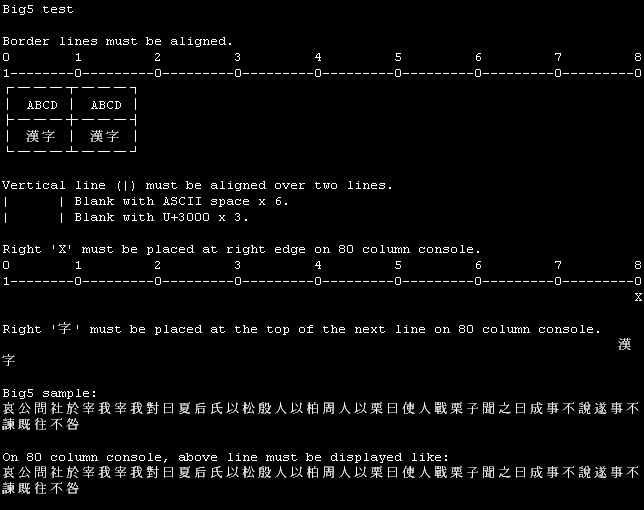 Big5 test
Border lines must be aligned.
0        1         2         3         4         5         6         7         8
1--------0---------0---------0---------0---------0---------0---------0---------0
┌───┬───┐
│ ABCD │ ABCD │
├───┼───┤
│ 漢字 │ 漢字 │
└───┴───┘
Vertical line (|) must be aligned over two lines.
|      | Blank with ASCII space x 6.
|      | Blank with U+3000 x 3.
Right 'X' must be placed at right edge on 80 column console.
0        1         2         3         4         5         6         7         8
1--------0---------0---------0---------0---------0---------0---------0---------0
X
Right '字' must be placed at the top of the next line on 80 column console.
漢
字
Big5 sample:
哀公問社於宰我宰我對曰夏后氏以松殷人以柏周人以栗曰使人戰栗子聞之曰成事不說遂事不
諫既往不咎
On 80 column console, above line must be displayed like:
哀公問社於宰我宰我對曰夏后氏以松殷人以柏周人以栗曰使人戰栗子聞之曰成事不說遂事不
諫既往不咎